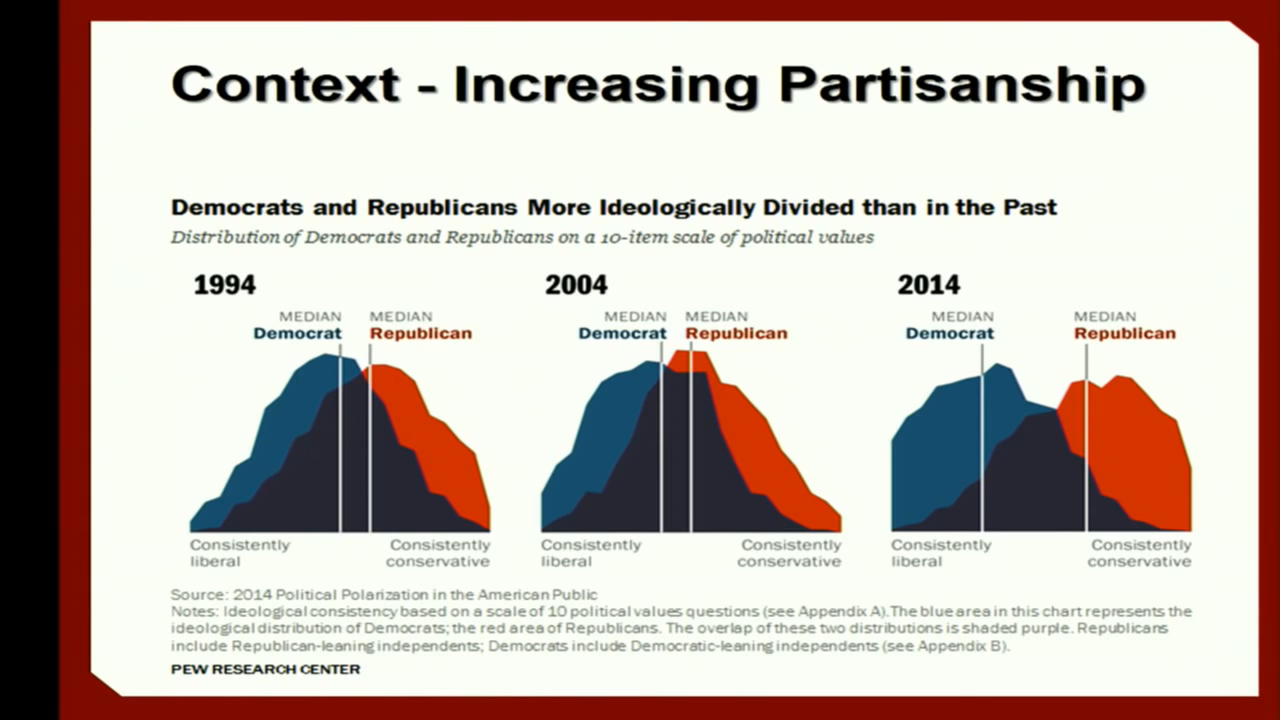 Context - Increasing Partisanship
Democrats and Republicans More Ideologically Divided than in the Past
Distribution of Democrats and Republicans on a 10-item scale of political values
1994
MEDIAN Democrat
MEDIAN Republican
Consistently liberal
Consistently conservative
2004
MEDIAN Democrat
MEDIAN Republican
Consistently liberal
Consistently conservative
2014
MEDIAN Democrat
MEDIAN Republican
Consistently liberal
Consistently conservative
Source: 2014 Political Polarization in the American Public
Notes: Ideological consistency based on a scale of 10 political values questions (see Appendix A).The blue area in this chart represents the
ideological distribution of Democrats; the red area of Republicans. The overlap of these two distributions is shaded purple. Republicans
include Republican-leaning independents; Democrats include Democratic-leaning independents (see Appendix B).
PEW RESEARCH CENTER